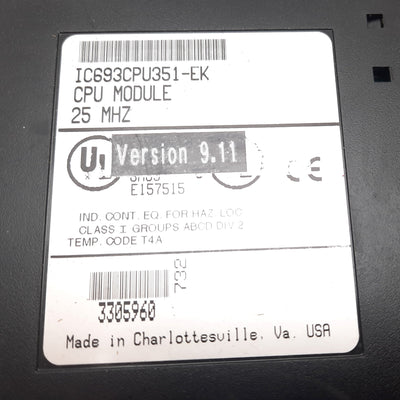 IC693CPU351-EK
CPU MODULE
25 MHZ
Version 9.11
E157515
IND. CONT. EQ. FOR HAZ. LOC
CLASS I GROUPS ABCD DIV 2
TEMP. CODE T4A
732
3305960
Made in Charlottesville, Va. USA